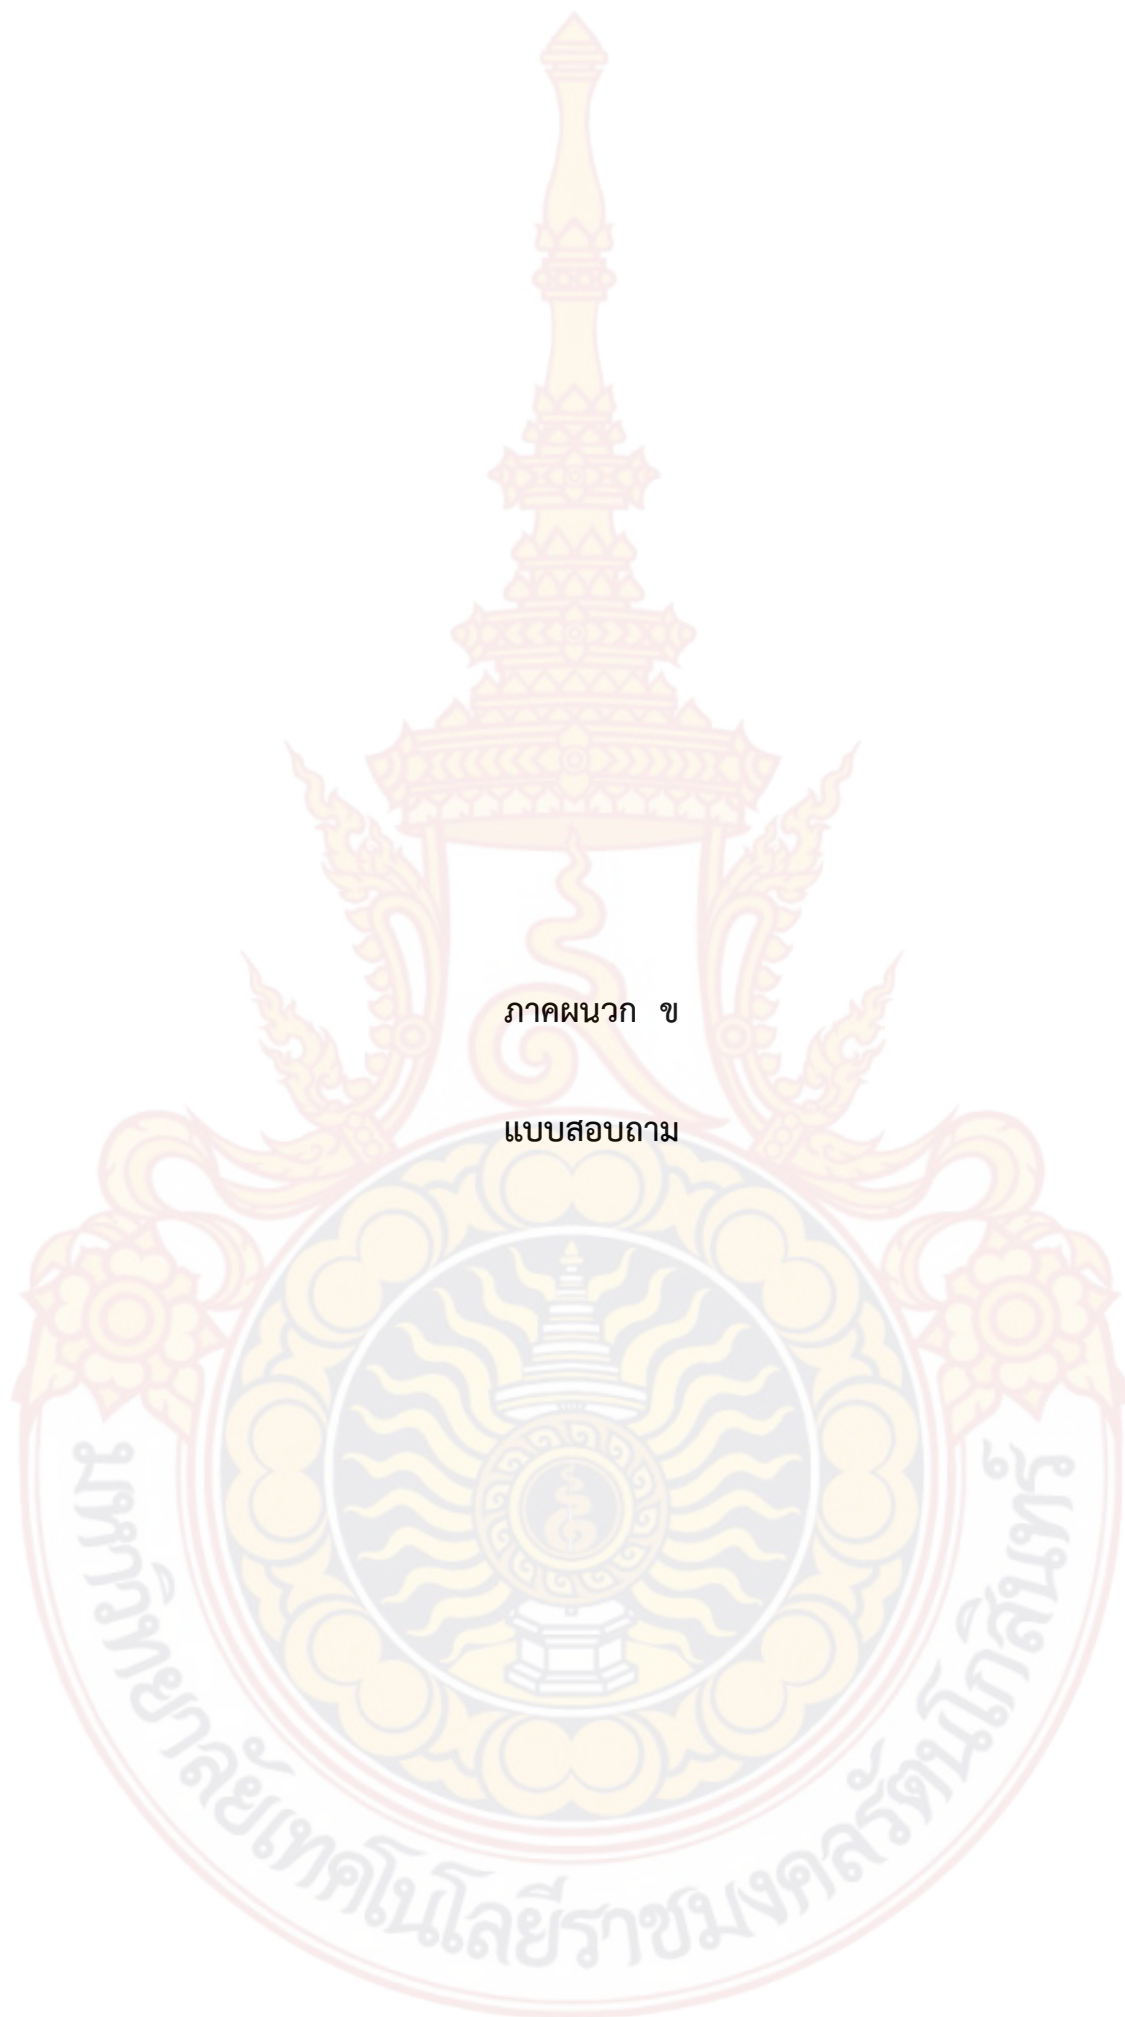 ภาคผนวก ข
แบบสอบถาม
มหาวิทยาลัยเทคโนโลยีราชมงคลรัตนโกสินทร์